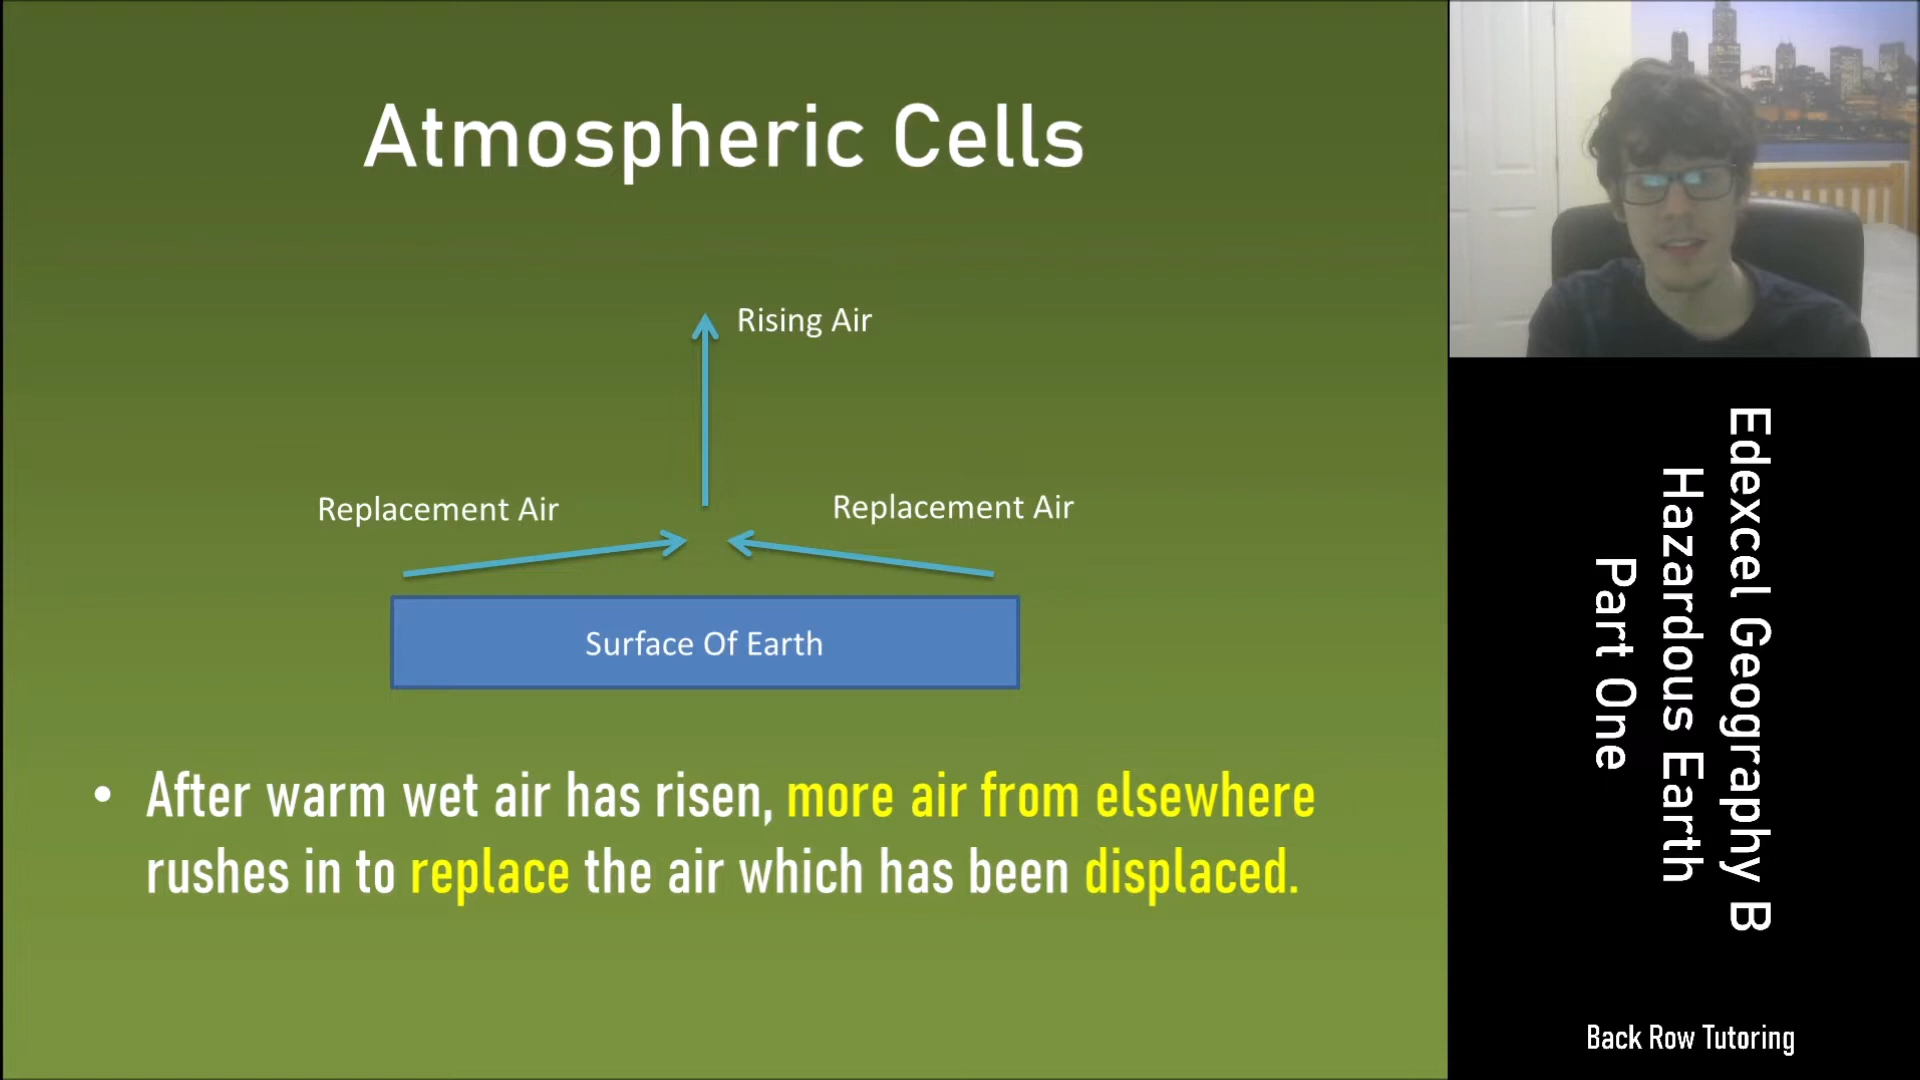 Atmospheric Cells
Rising Air
Replacement Air
Replacement Air
Surface Of Earth
• After warm wet air has risen, more air from elsewhere
rushes in to replace the air which has been displaced.
Edexcel Geography B
Hazardous Earth
Part One
Back Row Tutoring